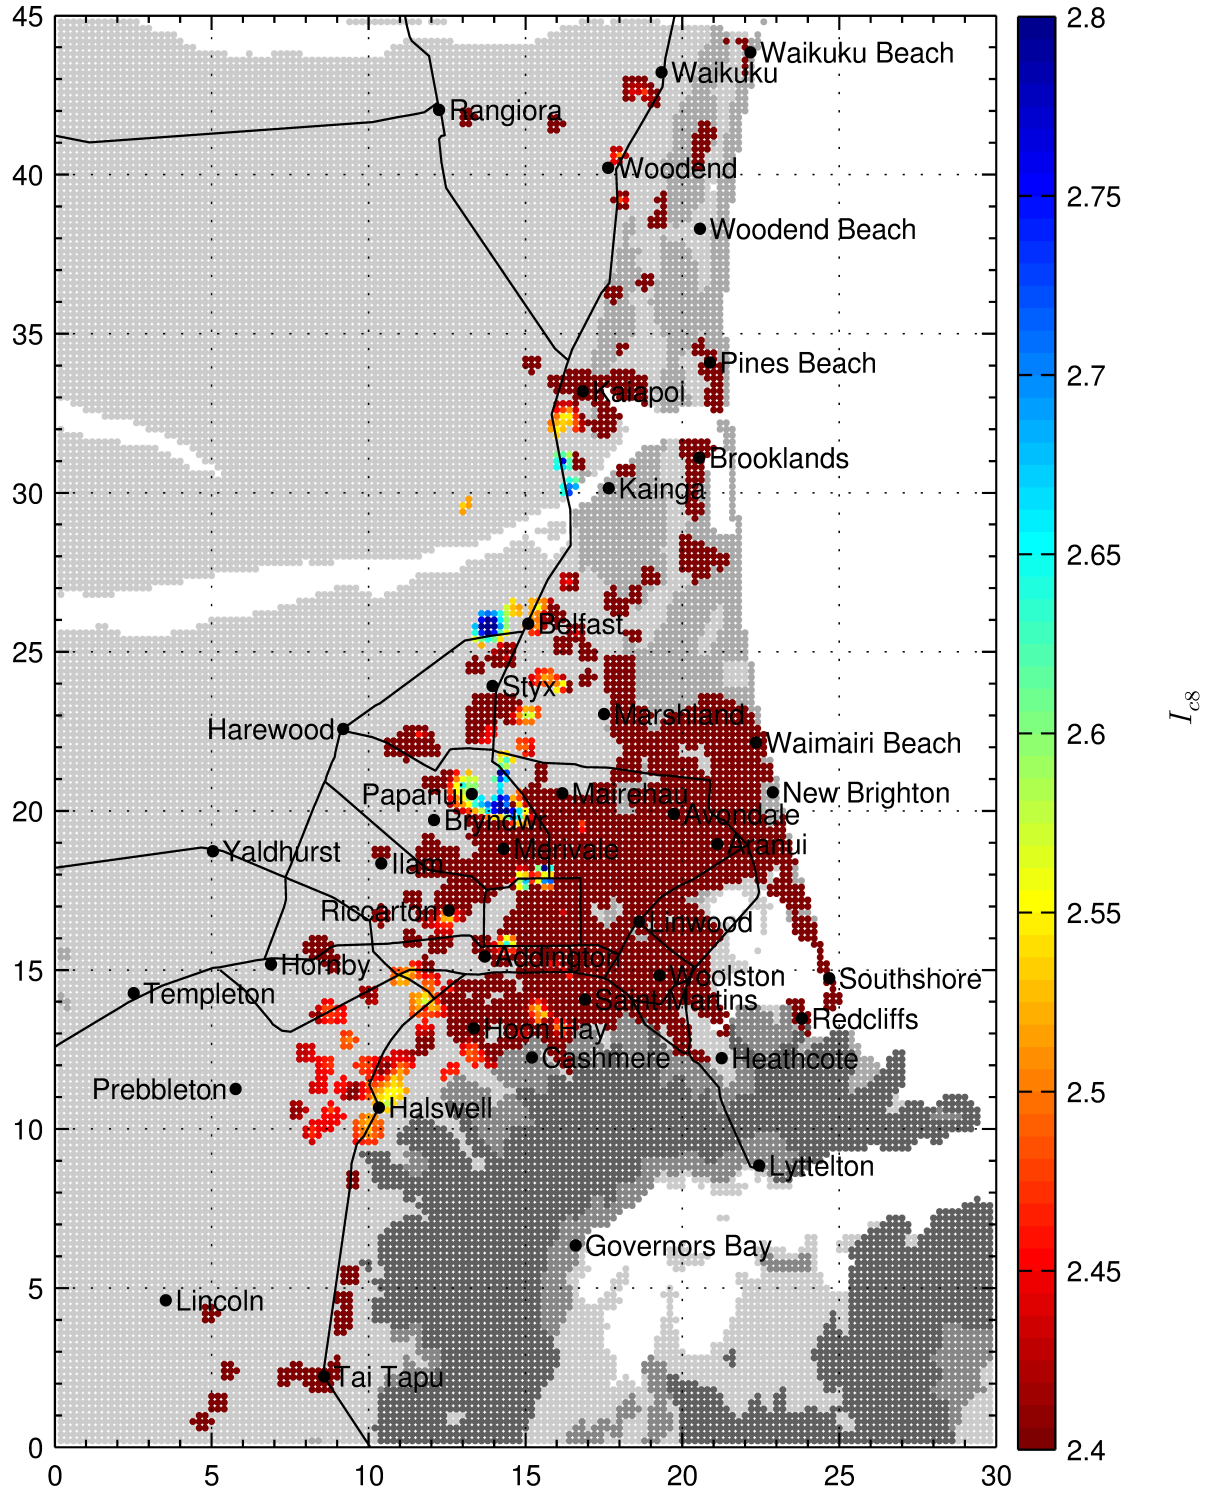 45
40
35
30
25
20
15
10
5
0
0
5
10
15
20
25
30
Waikuku Beach
Waikuku
Rangiora
Woodend
Woodend Beach
Pines Beach
Kaiapoi
Brooklands
Kainga
Belfast
Styx
Marshland
Harewood
Waimairi Beach
Papanui
Mairehau
New Brighton
Bryndwr
Avondale
Merivale
Aranui
Yaldhurst
Ilam
Riccarton
Linwood
Addington
Hornby
Woolston
Southshore
Templeton
Saint Martins
Redcliffs
Hoon Hay
Cashmere
Heathcote
Prebbleton
Halswell
Lyttelton
Governors Bay
Lincoln
Tai Tapu
2.8
2.75
2.7
2.65
2.6
2.55
2.5
2.45
2.4
I_{c8}